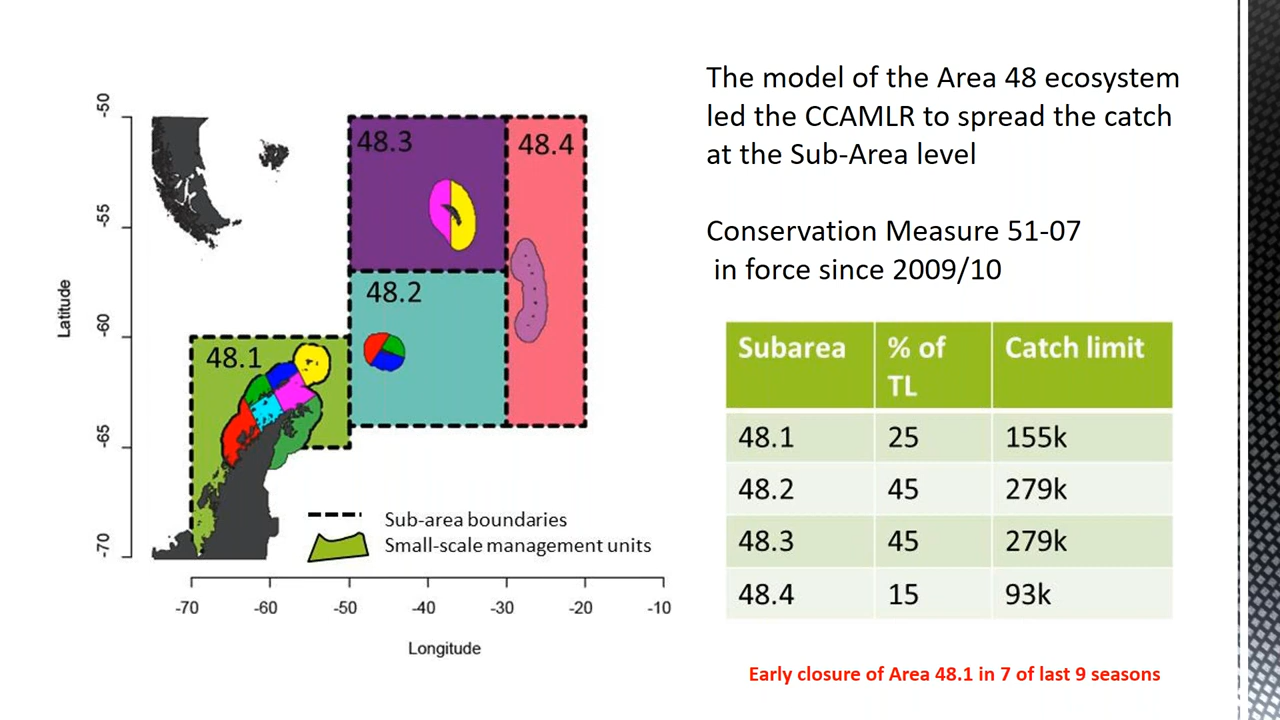 The model of the Area 48 ecosystem
led the CCAMLR to spread the catch
at the Sub-Area level
Conservation Measure 51-07
in force since 2009/10
-50
-55
-60
-65
-70
Latitude
48.3
48.4
48.2
48.1
Sub-area boundaries
Small-scale management units
-70
-60
-50
-40
-30
-20
-10
Longitude
Subarea % of TL Catch limit
48.1 25 155k
48.2 45 279k
48.3 45 279k
48.4 15 93k
Early closure of Area 48.1 in 7 of last 9 seasons